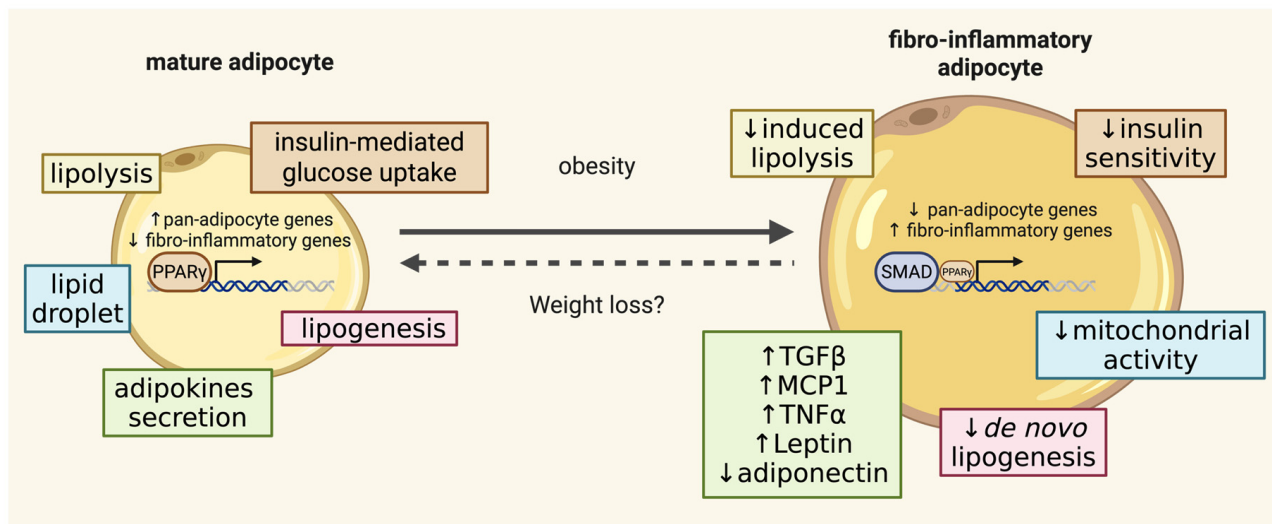 mature adipocyte
lipolysis
insulin-mediated
glucose uptake
↑pan-adipocyte genes
↓ fibro-inflammatory genes
PPARγ
lipid
droplet
lipogenesis
adipokines
secretion
obesity
Weight loss?
fibro-inflammatory
adipocyte
↓induced
lipolysis
↓insulin
sensitivity
↓ pan-adipocyte genes
↑ fibro-inflammatory genes
SMAD
PPARγ
↓mitochondrial
activity
↑TGFβ
↑MCP1
↑TNFα
↑Leptin
↓adiponectin
↓de novo
lipogenesis